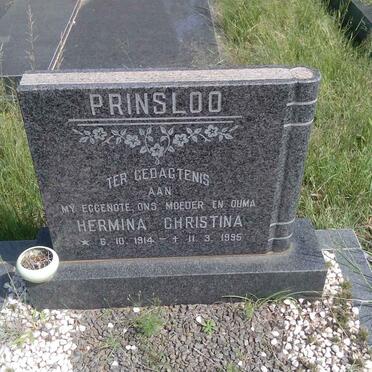 PRINSLOO
TER GEDAGTENIS
AAN
MY EGGENOTE, ONS MOEDER EN OUMA
HERMINA CHRISTINA
* 6. 10. 1914 - † 11. 3. 1995